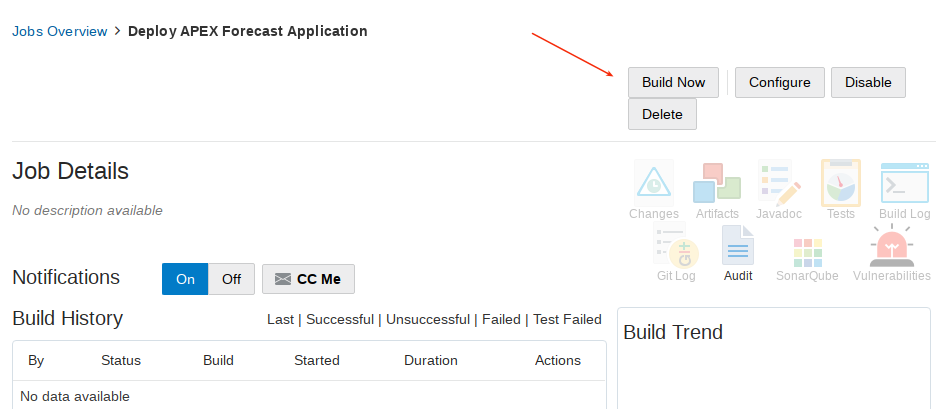 Jobs Overview > Deploy APEX Forecast Application
Build Now Configure Disable
Delete
Job Details
No description available
Changes Artifacts Javadoc Tests Build Log
Git
Git Log Audit SonarQube Vulnerabilities
Notifications On Off CC Me
Build History Last | Successful | Unsuccessful | Failed | Test Failed
By Status Build Started Duration Actions
No data available
Build Trend